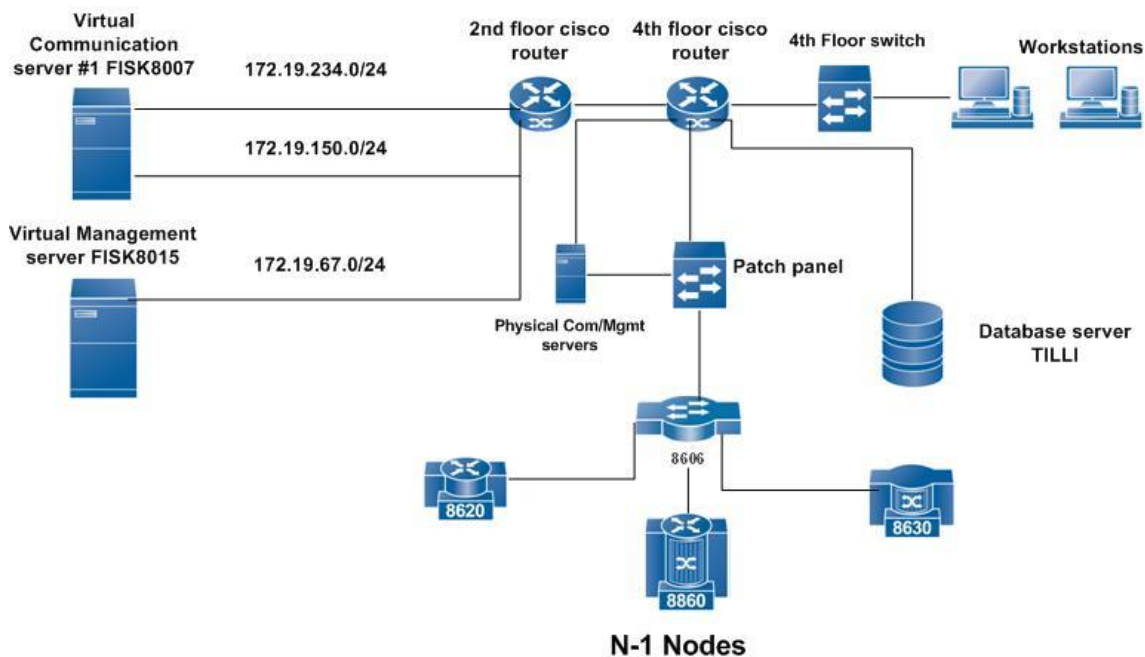 Virtual
Communication
server #1 FISK8007
172.19.234.0/24
2nd floor cisco
router
4th floor cisco
router
4th Floor switch
Workstations
172.19.150.0/24
Virtual Management
server FISK8015
172.19.67.0/24
Patch panel
Physical Com/Mgmt
servers
Database server
TILLI
8606
8620
8630
8860
N-1 Nodes